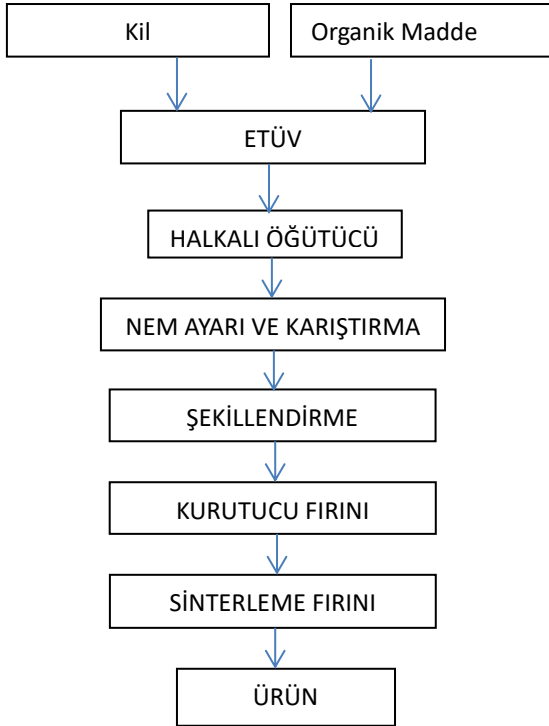 Kil
Organik Madde
ETÜV
HALKALI ÖĞÜTÜCÜ
NEM AYARI VE KARIŞTIRMA
ŞEKİLLENDİRME
KURUTUCU FIRINI
SİNTERLEME FIRINI
ÜRÜN